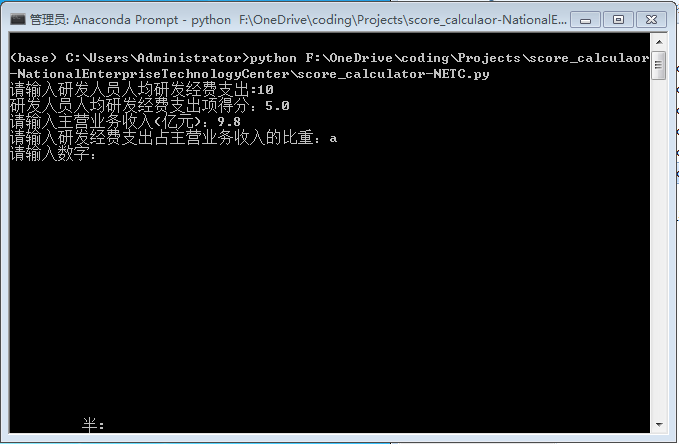 管理员: Anaconda Prompt - python  F:\OneDrive\coding\Projects\score_calculaor-NationalE...
(base) C:\Users\Administrator>python F:\OneDrive\coding\Projects\score_calculaor
-NationalEnterpriseTechnologyCenter\score_calculator-NETC.py
请输入研发人员人均研发经费支出:10
研发人员人均研发经费支出项得分：5.0
请输入主营业务收入(亿元)：9.8
请输入研发经费支出占主营业务收入的比重：a
请输入数字：
半：